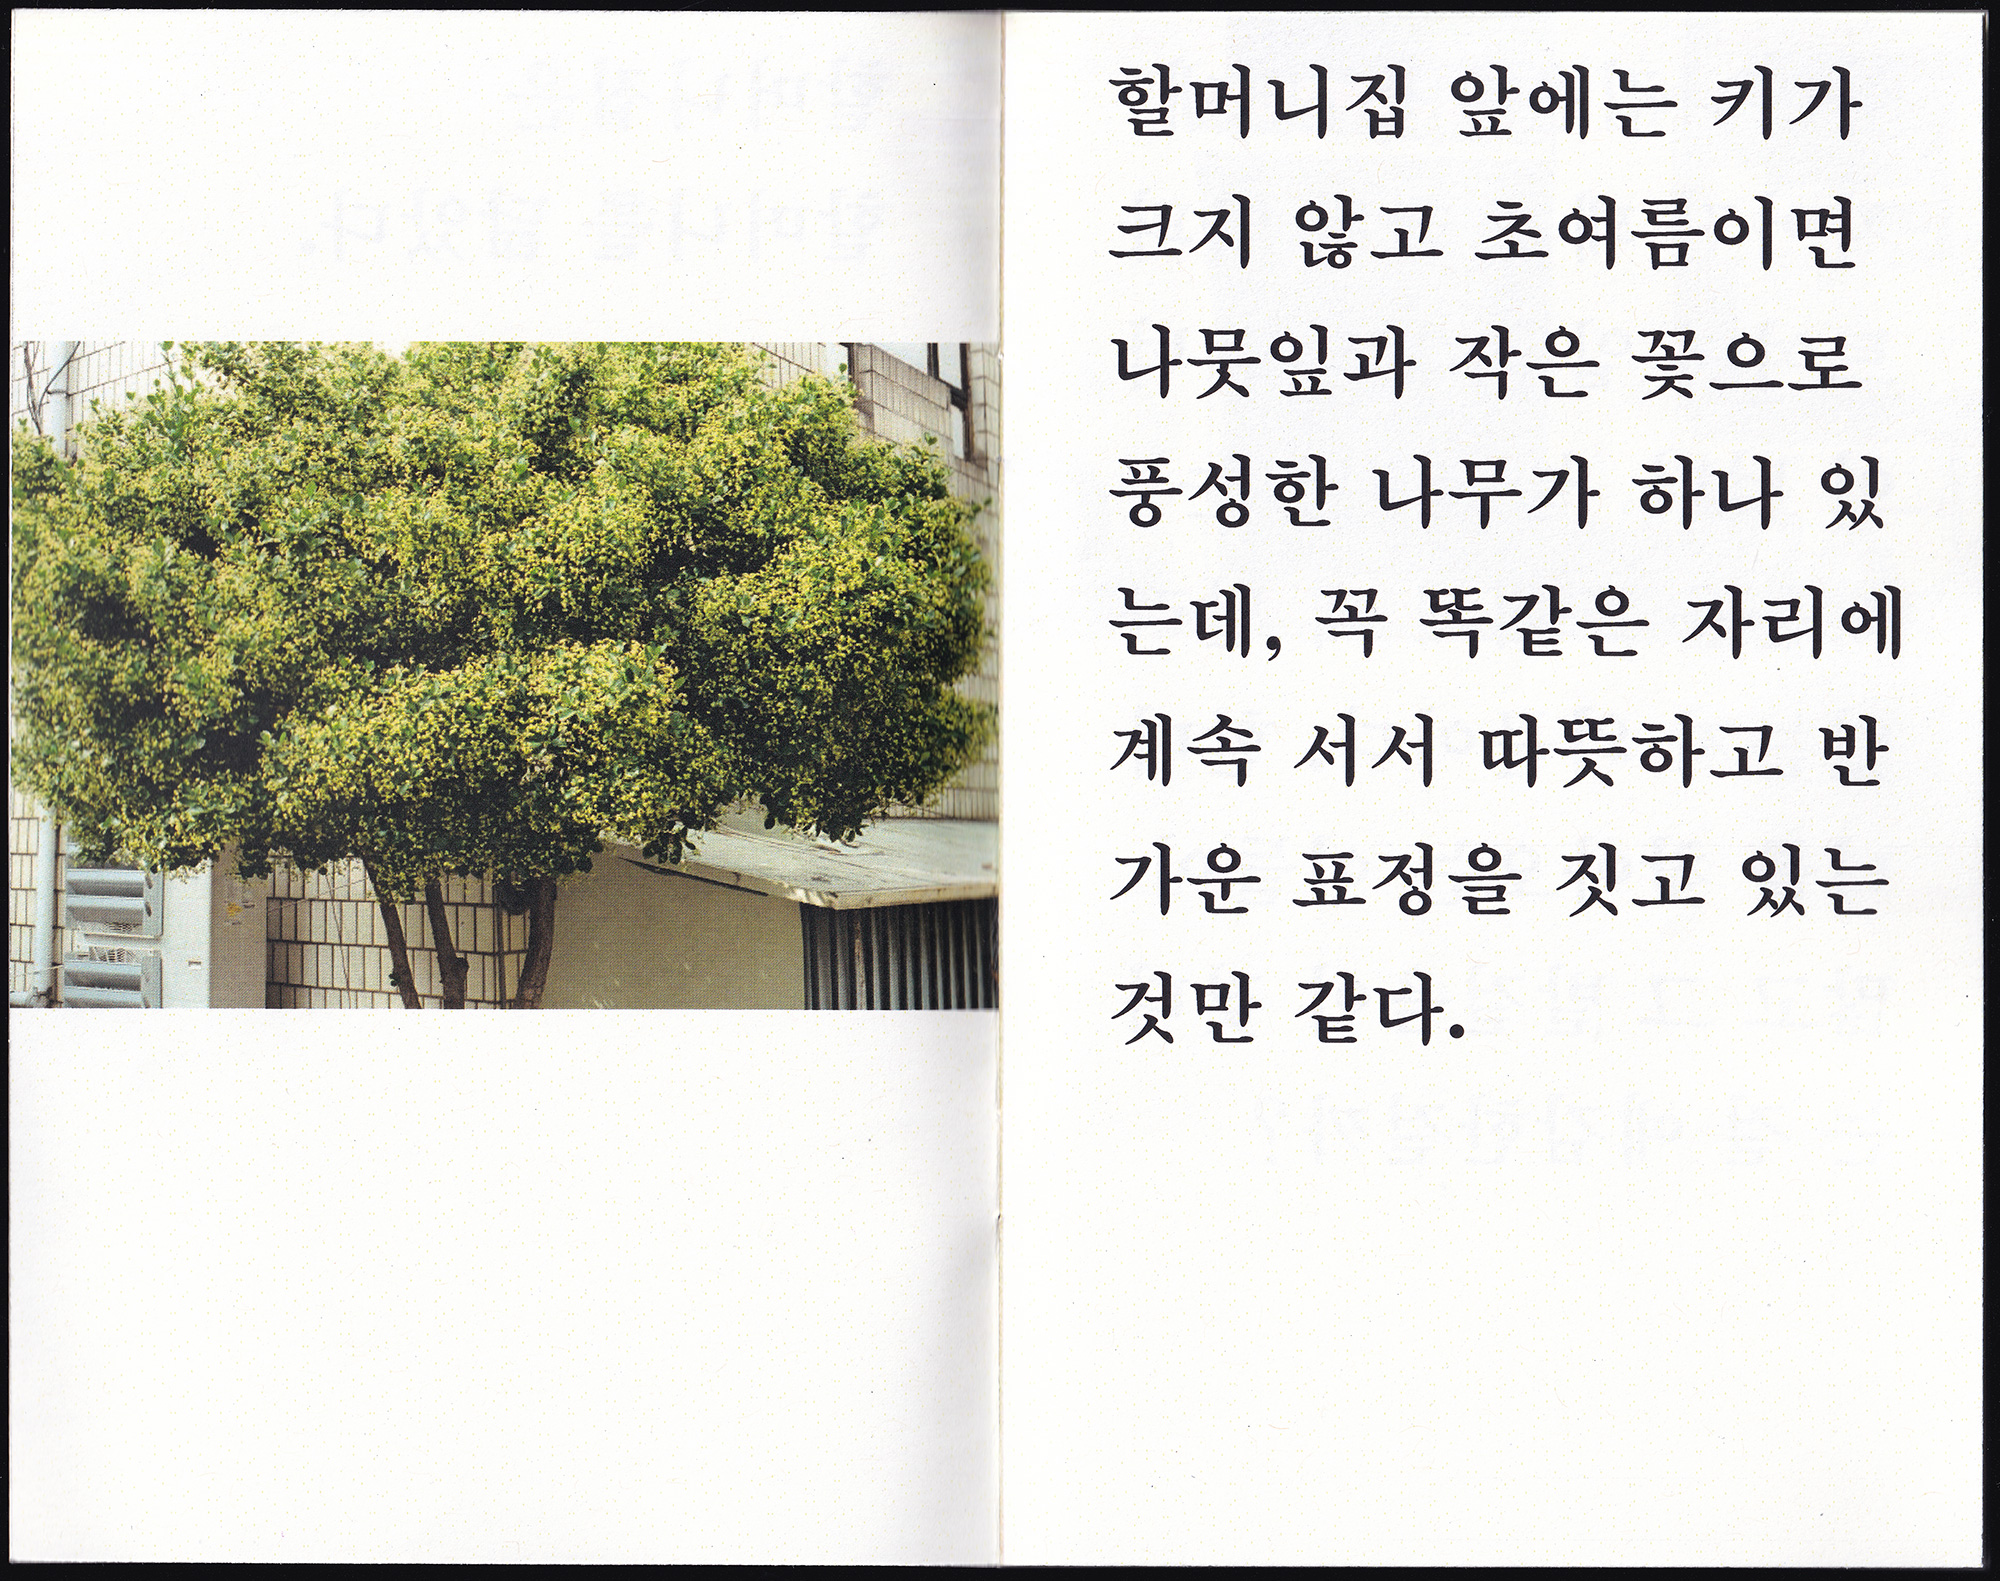 할머니집 앞에는 키가
크지 않고 초여름이면
나뭇잎과 작은 꽃으로
풍성한 나무가 하나 있
는데, 꼭 똑같은 자리에
계속 서서 따뜻하고 반
가운 표정을 짓고 있는
것만 같다.